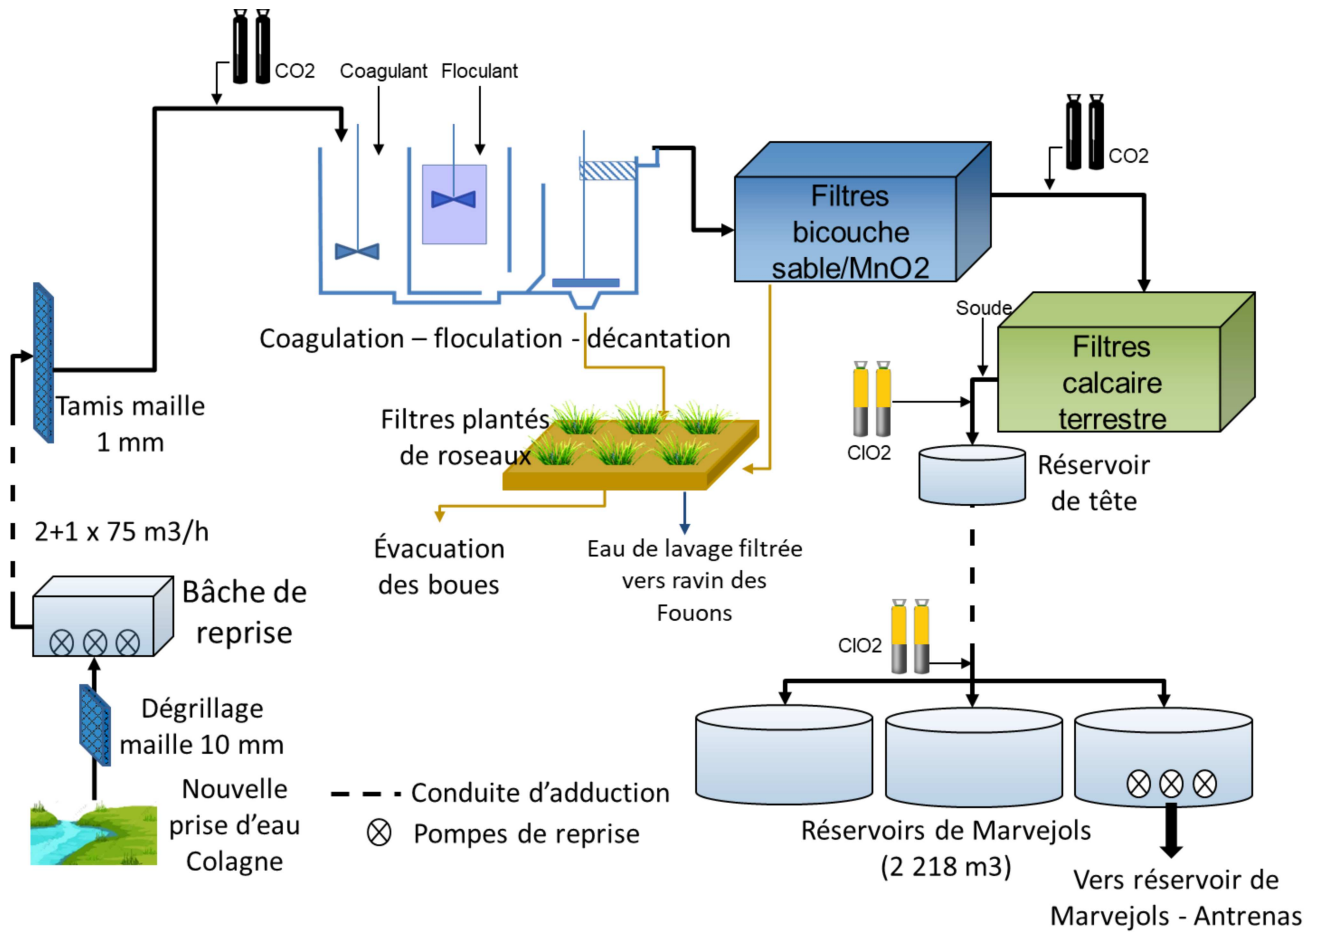 CO2
Coagulant
Floculant
CO2
Filtres
bicouche
sable/MnO2
Soude
Coagulation – floculation - décantation
Filtres
calcaire
terrestre
Tamis maille
1 mm
Filtres plantés
de roseaux
ClO2
Réservoir
de tête
2+1 x 75 m3/h
Évacuation
des boues
Eau de lavage filtrée
vers ravin des
Fouons
Bâche de
reprise
ClO2
Dégrillage
maille 10 mm
Nouvelle
prise d'eau
Colagne
Conduite d'adduction
Pompes de reprise
Réservoirs de Marvejols
(2 218 m3)
Vers réservoir de
Marvejols - Antrenas